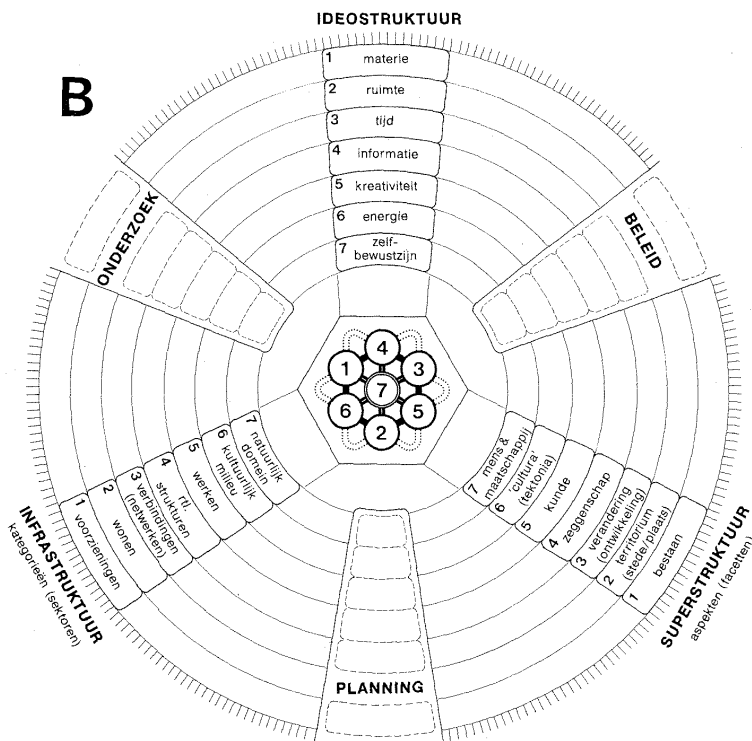 IDEOSTRUKTUUR
B
1 materie
2 ruimte
3 tijd
4 informatie
5 kreativiteit
6 energie
7 zelf-
bewustzijn
ONDERZOEK
BELEID
4
1
3
7
6
5
2
7 natuurlijk
domein
6 kultuurlijk
milieu
5 werken
4 rtl.
strukturen
3 verbindingen
(netwerken)
2 wonen
1 voorzieningen
INFRASTRUKTUUR
kategorieën (sektoren)
7 mens &
maatschappij
6 'cultura'
(tektonia)
5 kunde
4 zeggenschap
3 verandering
(ontwikkeling)
2 territorium
(stede/plaats)
1 bestaan
SUPERSTRUKTUUR
aspekten (facetten)
PLANNING